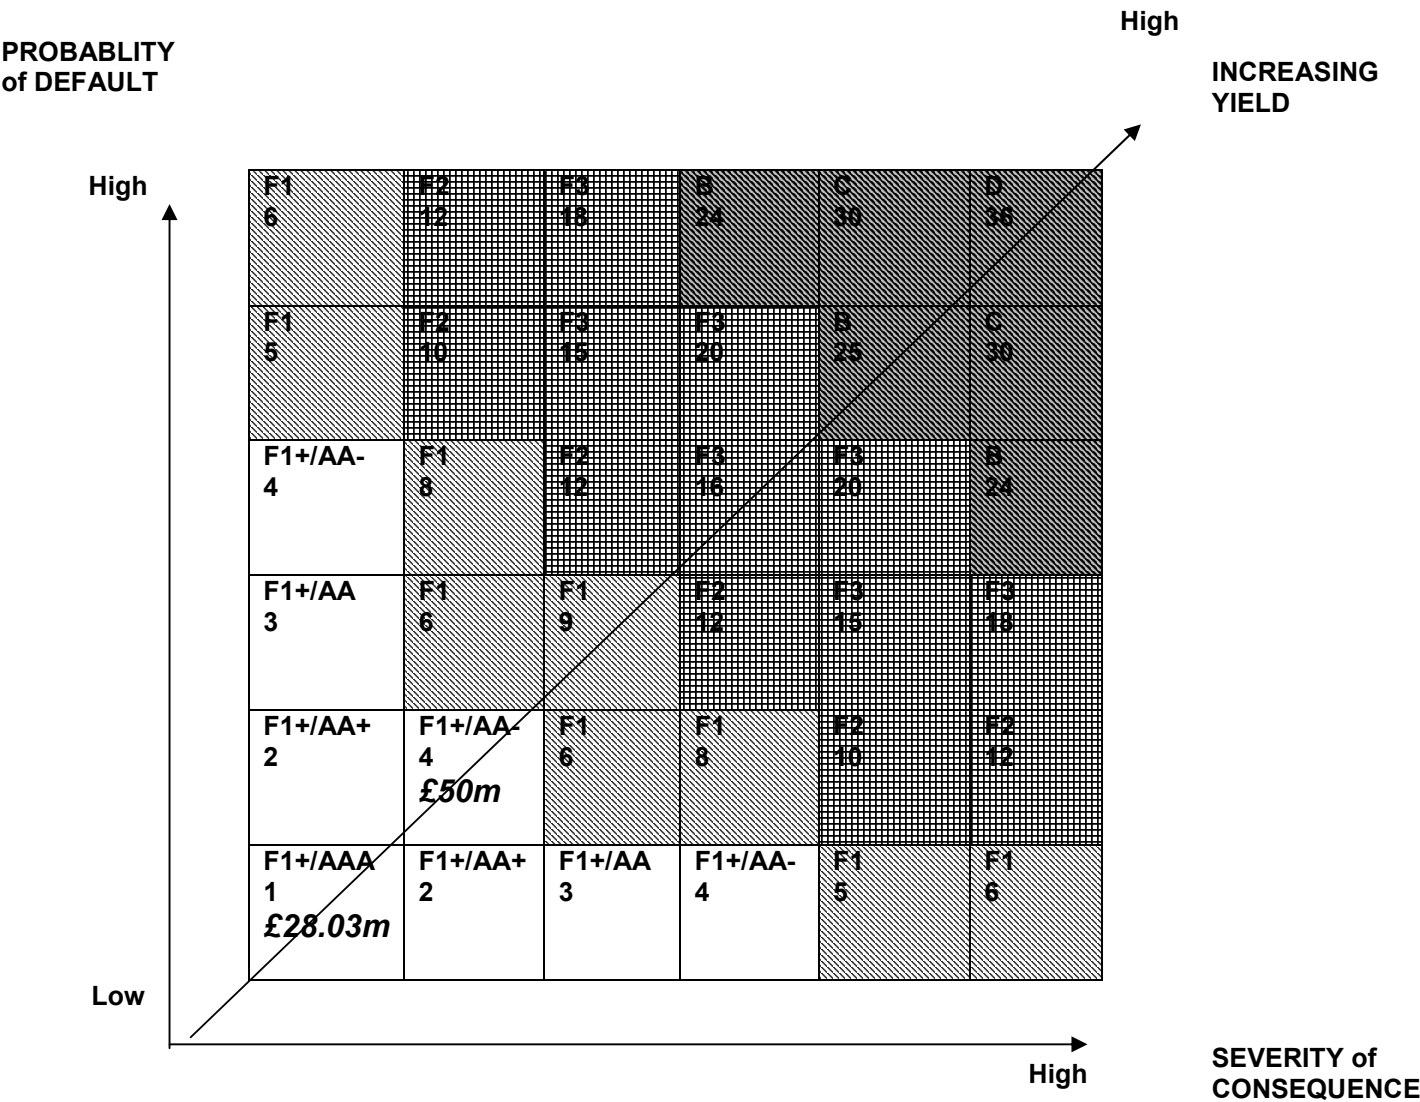 High
PROBABLITY
of DEFAULT
INCREASING
YIELD
High
F1
6
F2
12
F3
18
B
24
C
30
D
36
F1
5
F2
10
F3
15
F3
20
B
25
C
30
F1+/AA-
4
F1
8
F2
12
F3
16
F3
20
B
24
F1+/AA
3
F1
6
F1
9
F2
12
F3
15
F3
18
F1+/AA+
2
F1+/AA-
4
£50m
F1
6
F1
8
F2
10
F2
12
F1+/AAA
1
£28.03m
F1+/AA+
2
F1+/AA
3
F1+/AA-
4
F1
5
F1
6
Low
High
SEVERITY of
CONSEQUENCE